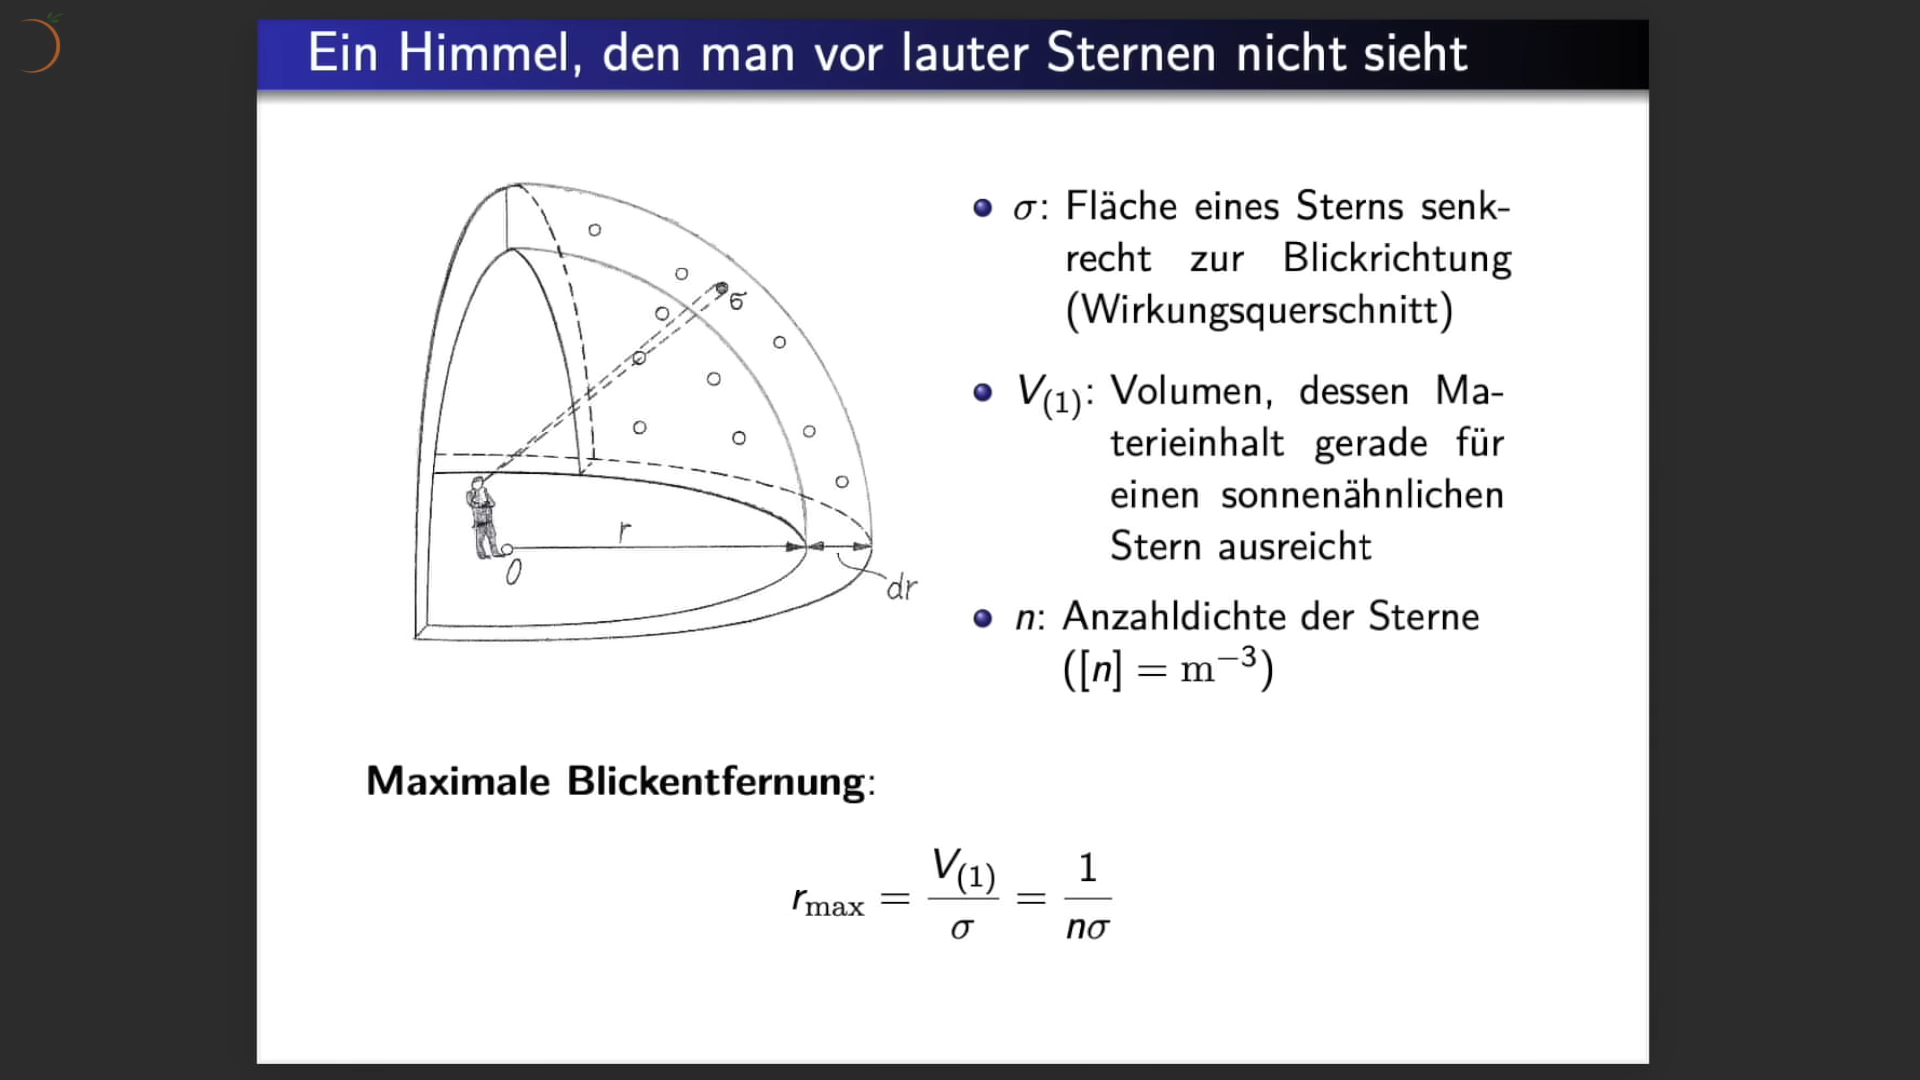 Ein Himmel, den man vor lauter Sternen nicht sieht
σ
r
O
dr
σ: Fläche eines Sterns senk-
recht zur Blickrichtung
(Wirkungsquerschnitt)
V(1): Volumen, dessen Ma-
terieinhalt gerade für
einen sonnenähnlichen
Stern ausreicht
n: Anzahldichte der Sterne
([n] = m⁻³)
Maximale Blickentfernung:
r_max = V(1)/σ = 1/nσ